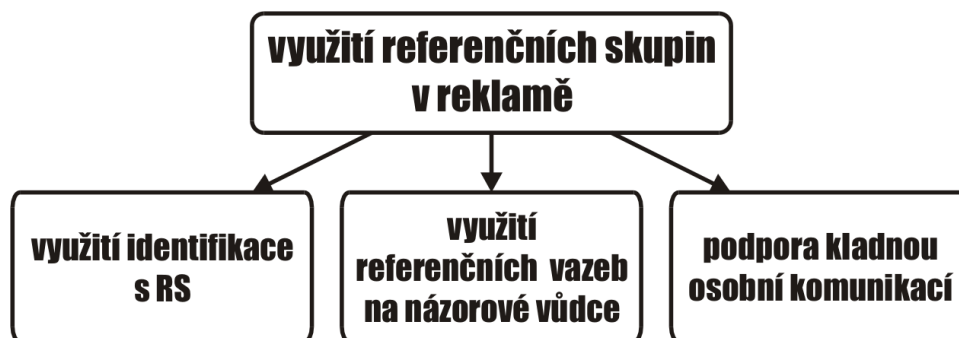 využití referenčních skupin
v reklamě
využití identifikace
s RS
využití
referenčních vazeb
na názorové vůdce
podpora kladnou
osobní komunikací